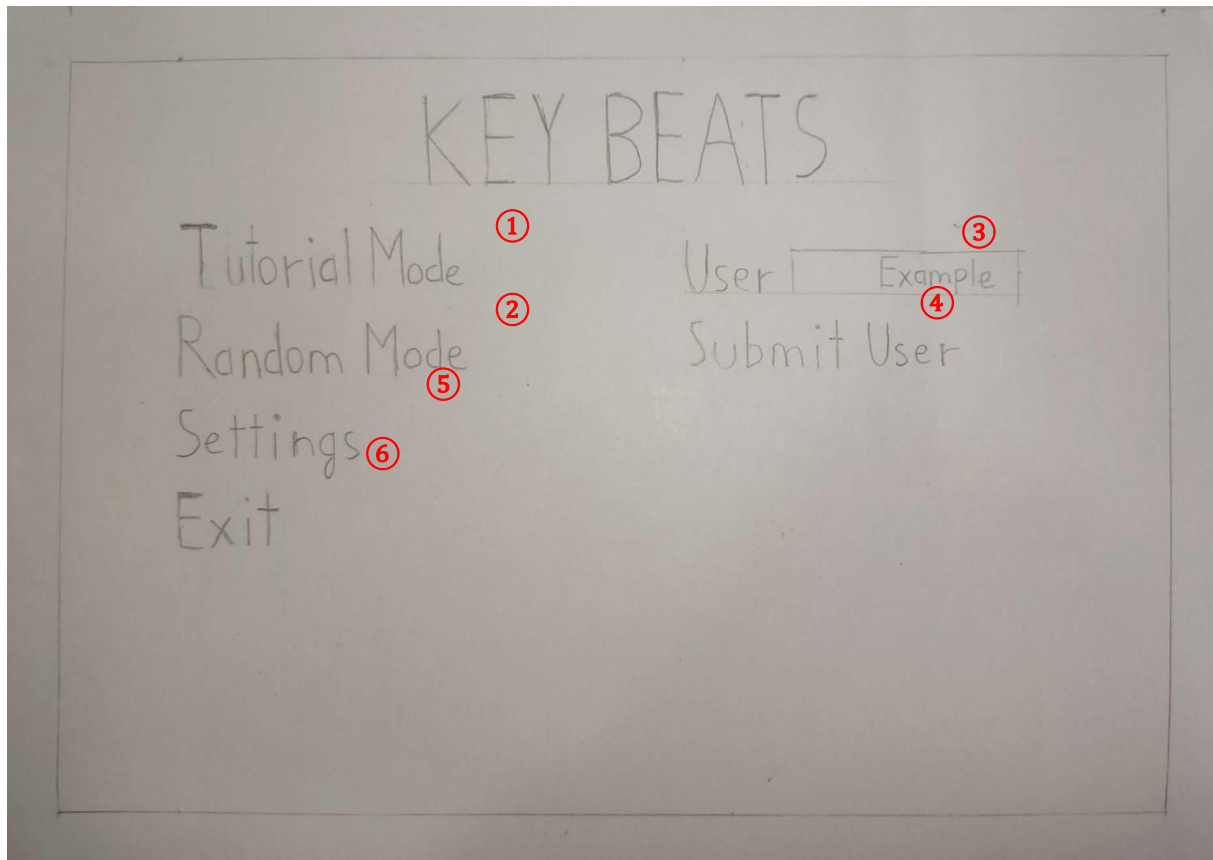 KEY BEATS
①
Tutorial Mode
②
Random Mode
⑤
Settings ⑥
Exit
③
User Example
④
Submit User